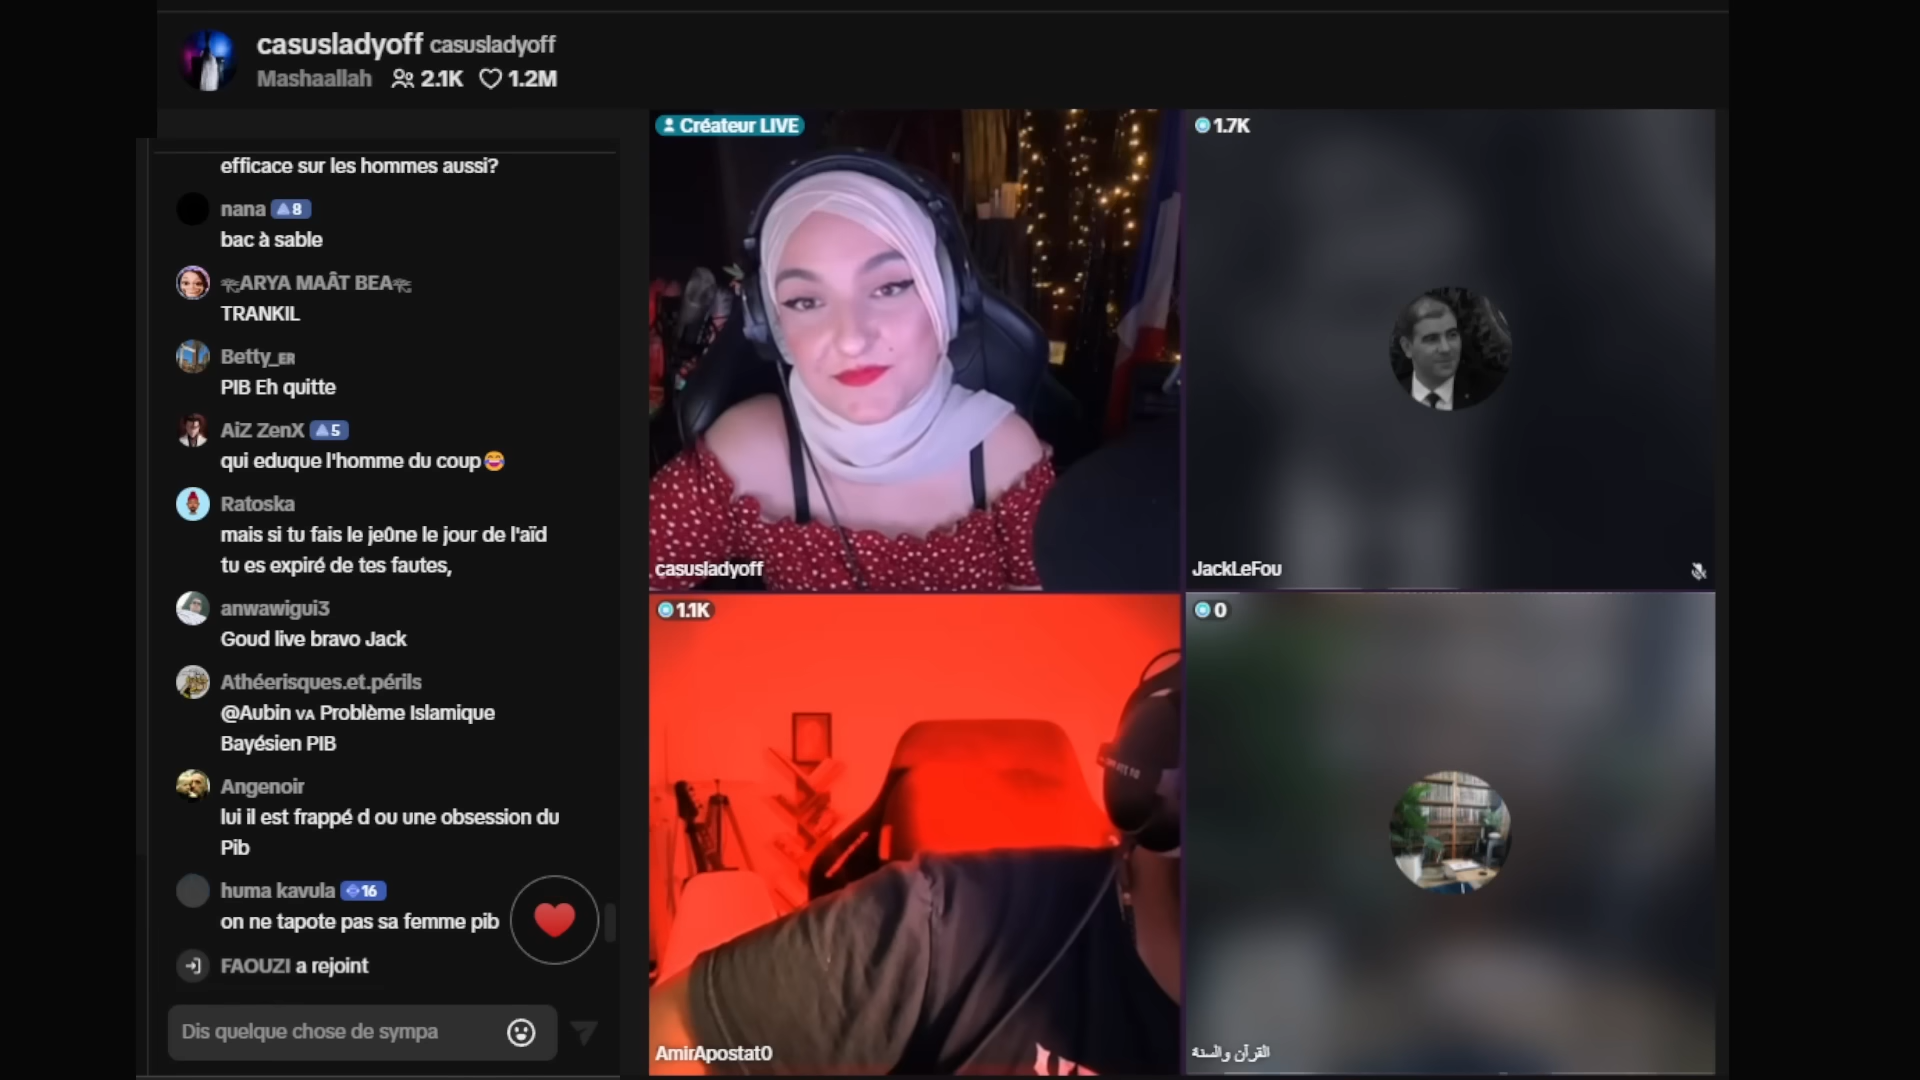 casusladyoff casusladyoff
Mashaallah 2.1K 1.2M
efficace sur les hommes aussi?
nana 8
bac à sable
ARYA MAÂT BEA
TRANKIL
Betty_ER
PIB Eh quitte
AiZ ZenX 5
qui eduque l'homme du coup😂
Ratoska
mais si tu fais le jeûne le jour de l'aïd
tu es expiré de tes fautes,
anwawigui3
Goud live bravo Jack
Athéerisques.et.périls
@Aubin VA Problème Islamique
Bayésien PIB
Angenoir
lui il est frappé d ou une obsession du
Pib
huma kavula 16
on ne tapote pas sa femme pib
FAOUZI a rejoint
Dis quelque chose de sympa
Créateur LIVE
casusladyoff
1.7K
JackLeFou
1.1K
AmirApostat0
0
القرآن والسنة